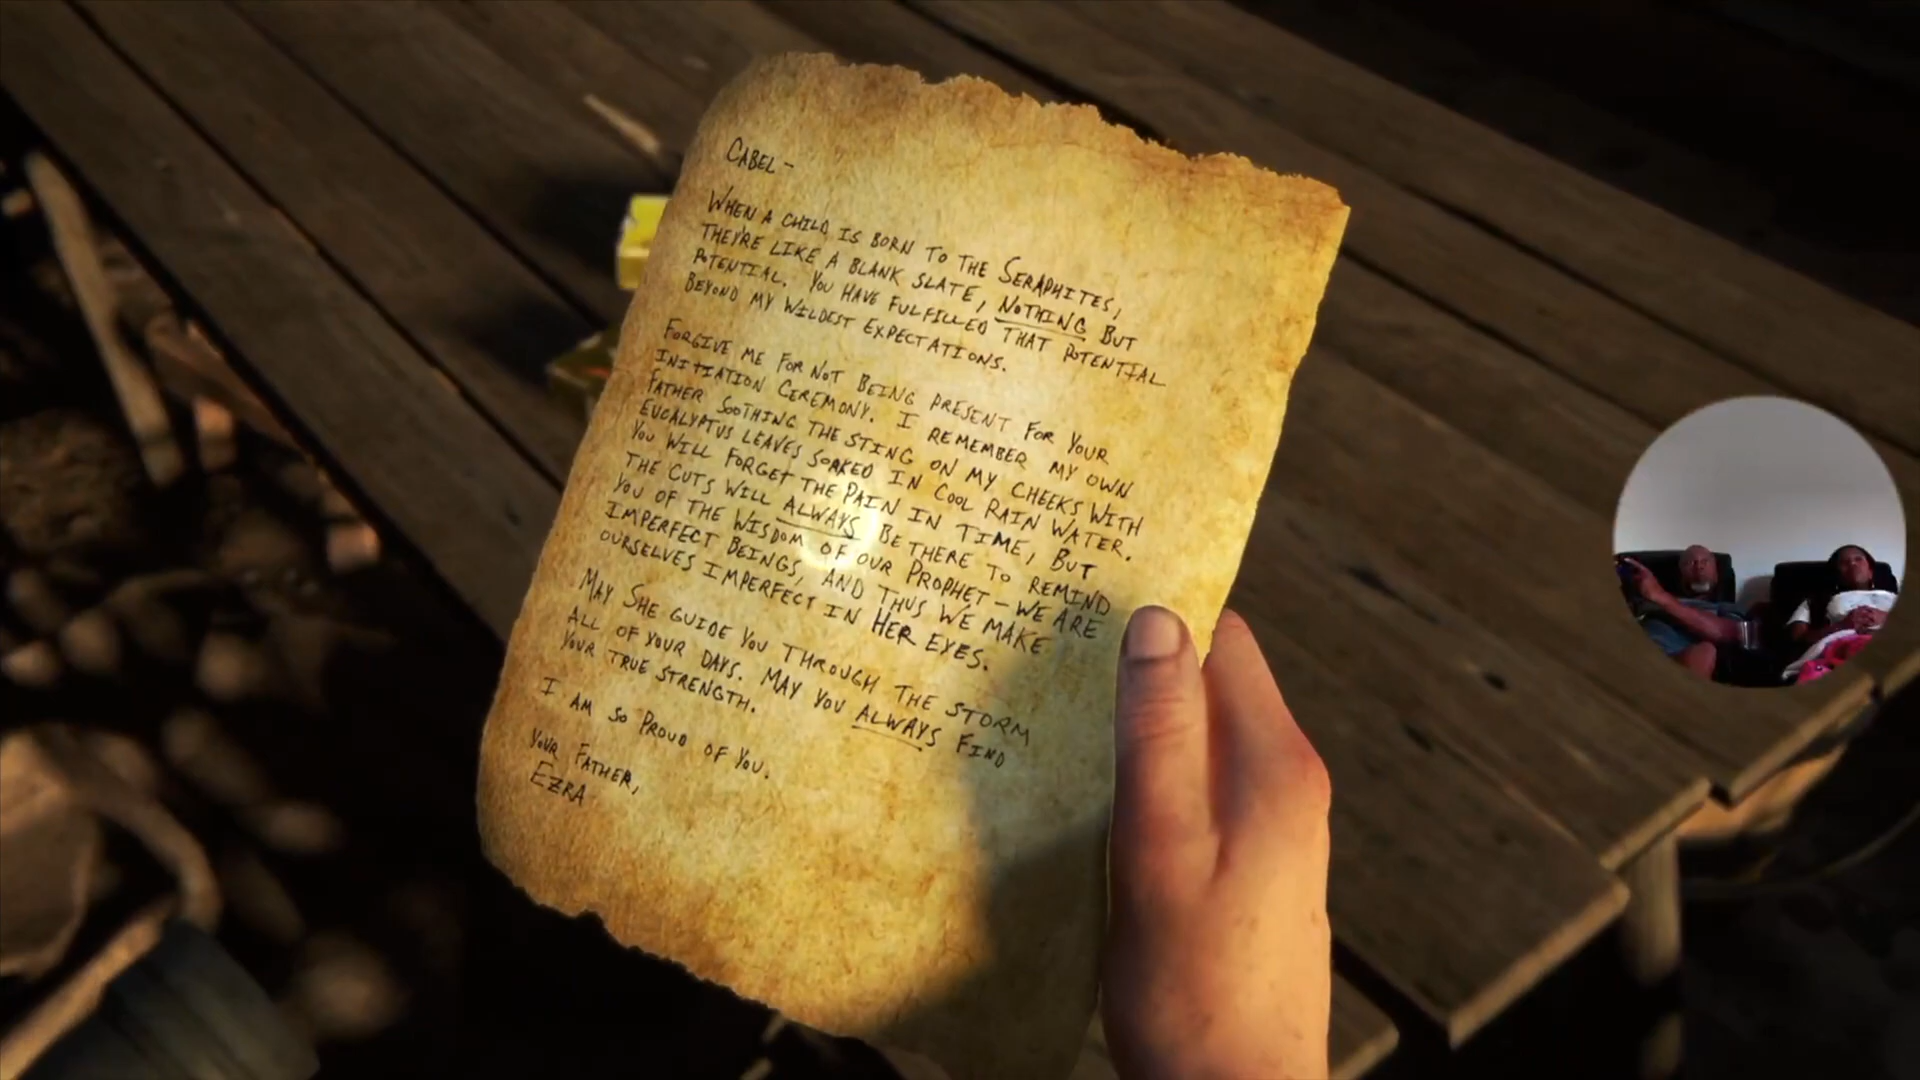 CABEL -
WHEN A CHILD IS BORN TO THE SERAPHITES,
THEY'RE LIKE A BLANK SLATE, NOTHING BUT
POTENTIAL. YOU HAVE FULFILLED THAT POTENTIAL
BEYOND MY WILDEST EXPECTATIONS.
FORGIVE ME FOR NOT BEING PRESENT FOR YOUR
INITIATION CEREMONY. I REMEMBER MY OWN
FATHER SOOTHING THE STING ON MY CHEEKS WITH
EUCALYPTUS LEAVES SOAKED IN COOL RAIN WATER.
YOU WILL FORGET THE PAIN IN TIME, BUT
THE CUTS WILL ALWAYS BE THERE TO REMIND
YOU OF THE WISDOM OF OUR PROPHET - WE ARE
IMPERFECT BEINGS, AND THUS WE MAKE
OURSELVES IMPERFECT IN HER EYES.
MAY SHE GUIDE YOU THROUGH THE STORM
ALL OF YOUR DAYS. MAY YOU ALWAYS FIND
YOUR TRUE STRENGTH.
I AM SO PROUD OF YOU.
YOUR FATHER,
EZRA